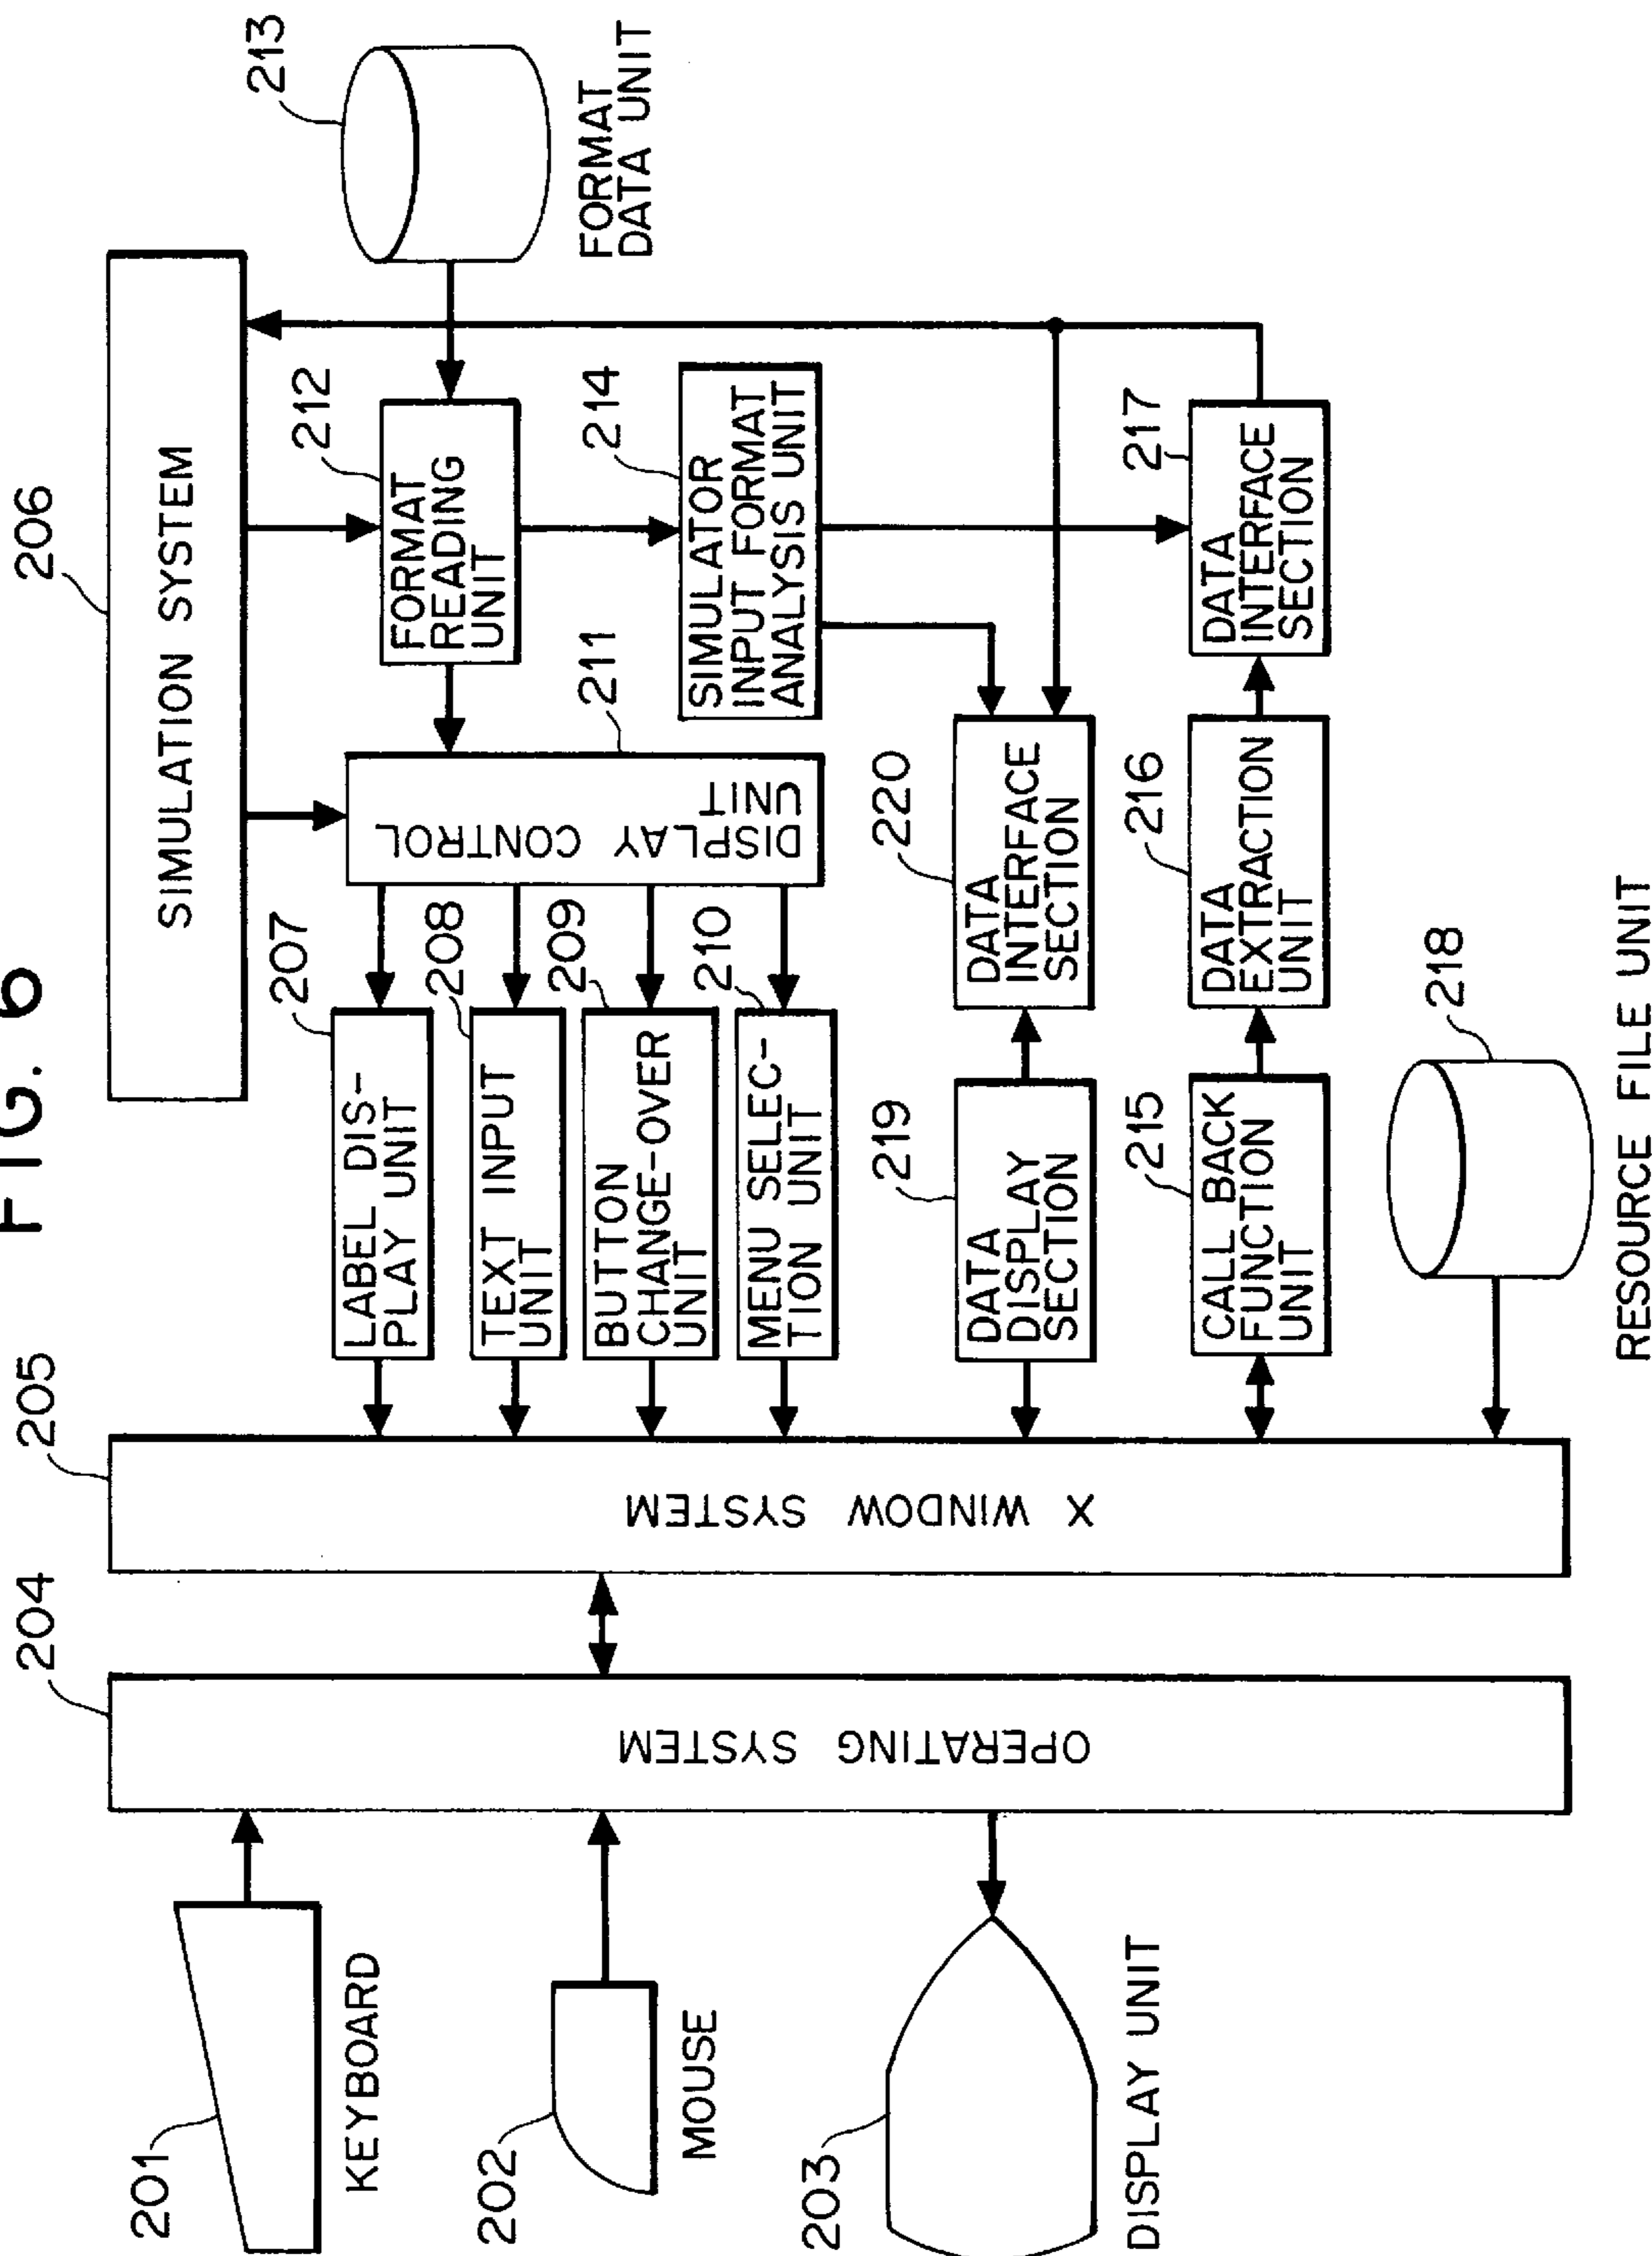 FIG. 6
201
KEYBOARD
202
MOUSE
203
DISPLAY UNIT
204
OPERATING SYSTEM
205
X WINDOW SYSTEM
206
SIMULATION SYSTEM
207
LABEL DIS-
PLAY UNIT
208
TEXT INPUT
UNIT
209
BUTTON
CHANGE-OVER
UNIT
210
MENU SELEC-
TION UNIT
211
DISPLAY CONTROL
UNIT
212
FORMAT
READING
UNIT
213
FORMAT
DATA UNIT
214
SIMULATOR
INPUT FORMAT
ANALYSIS UNIT
219
DATA
DISPLAY
SECTION
220
DATA
INTERFACE
SECTION
215
CALL BACK
FUNCTION
UNIT
216
DATA
EXTRACTION
UNIT
217
DATA
INTERFACE
SECTION
218
RESOURCE FILE UNIT